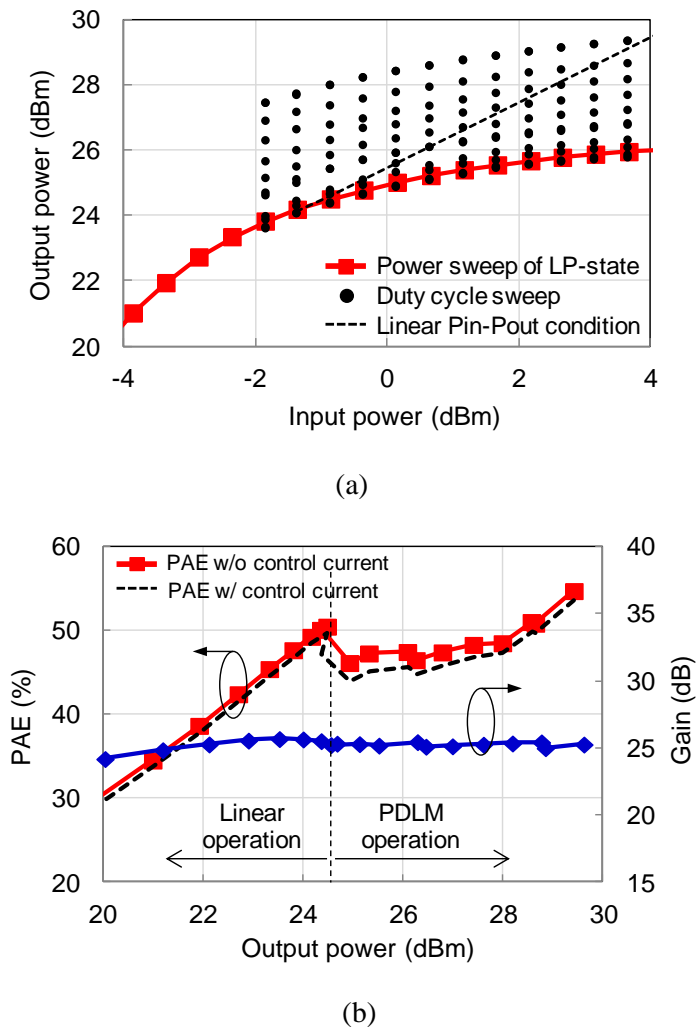 30
28
26
24
22
20
Output power (dBm)
Power sweep of LP-state
Duty cycle sweep
Linear Pin-Pout condition
-4
-2
0
2
4
Input power (dBm)
(a)
60
50
40
30
20
PAE (%)
PAE w/o control current
PAE w/ control current
Linear
operation
PDLM
operation
40
35
30
25
20
15
Gain (dB)
20
22
24
26
28
30
Output power (dBm)
(b)